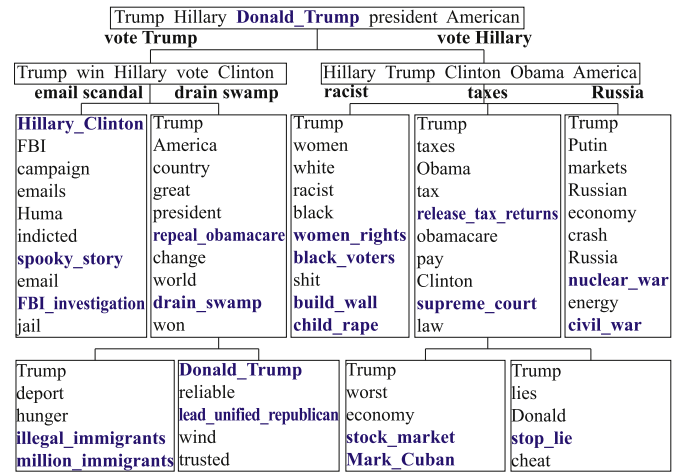 Trump Hillary Donald_Trump president American
vote Trump
vote Hillary
Trump win Hillary vote Clinton
Hillary Trump Clinton Obama America
email scandal
drain swamp
racist
taxes
Russia
Hillary_Clinton
FBI
campaign
emails
Huma
indicted
spooky_story
email
FBI_investigation
jail
Trump
America
country
great
president
repeal_obamacare
change
world
drain_swamp
won
Trump
women
white
racist
black
women_rights
black_voters
shit
build_wall
child_rape
Trump
taxes
Obama
tax
release_tax_returns
obamacare
pay
Clinton
supreme_court
law
Trump
Putin
markets
Russian
economy
crash
Russia
nuclear_war
energy
civil_war
Trump
deport
hunger
illegal_immigrants
million_immigrants
Donald_Trump
reliable
lead_unified_republican
wind
trusted
Trump
worst
economy
stock_market
Mark_Cuban
Trump
lies
Donald
stop_lie
cheat